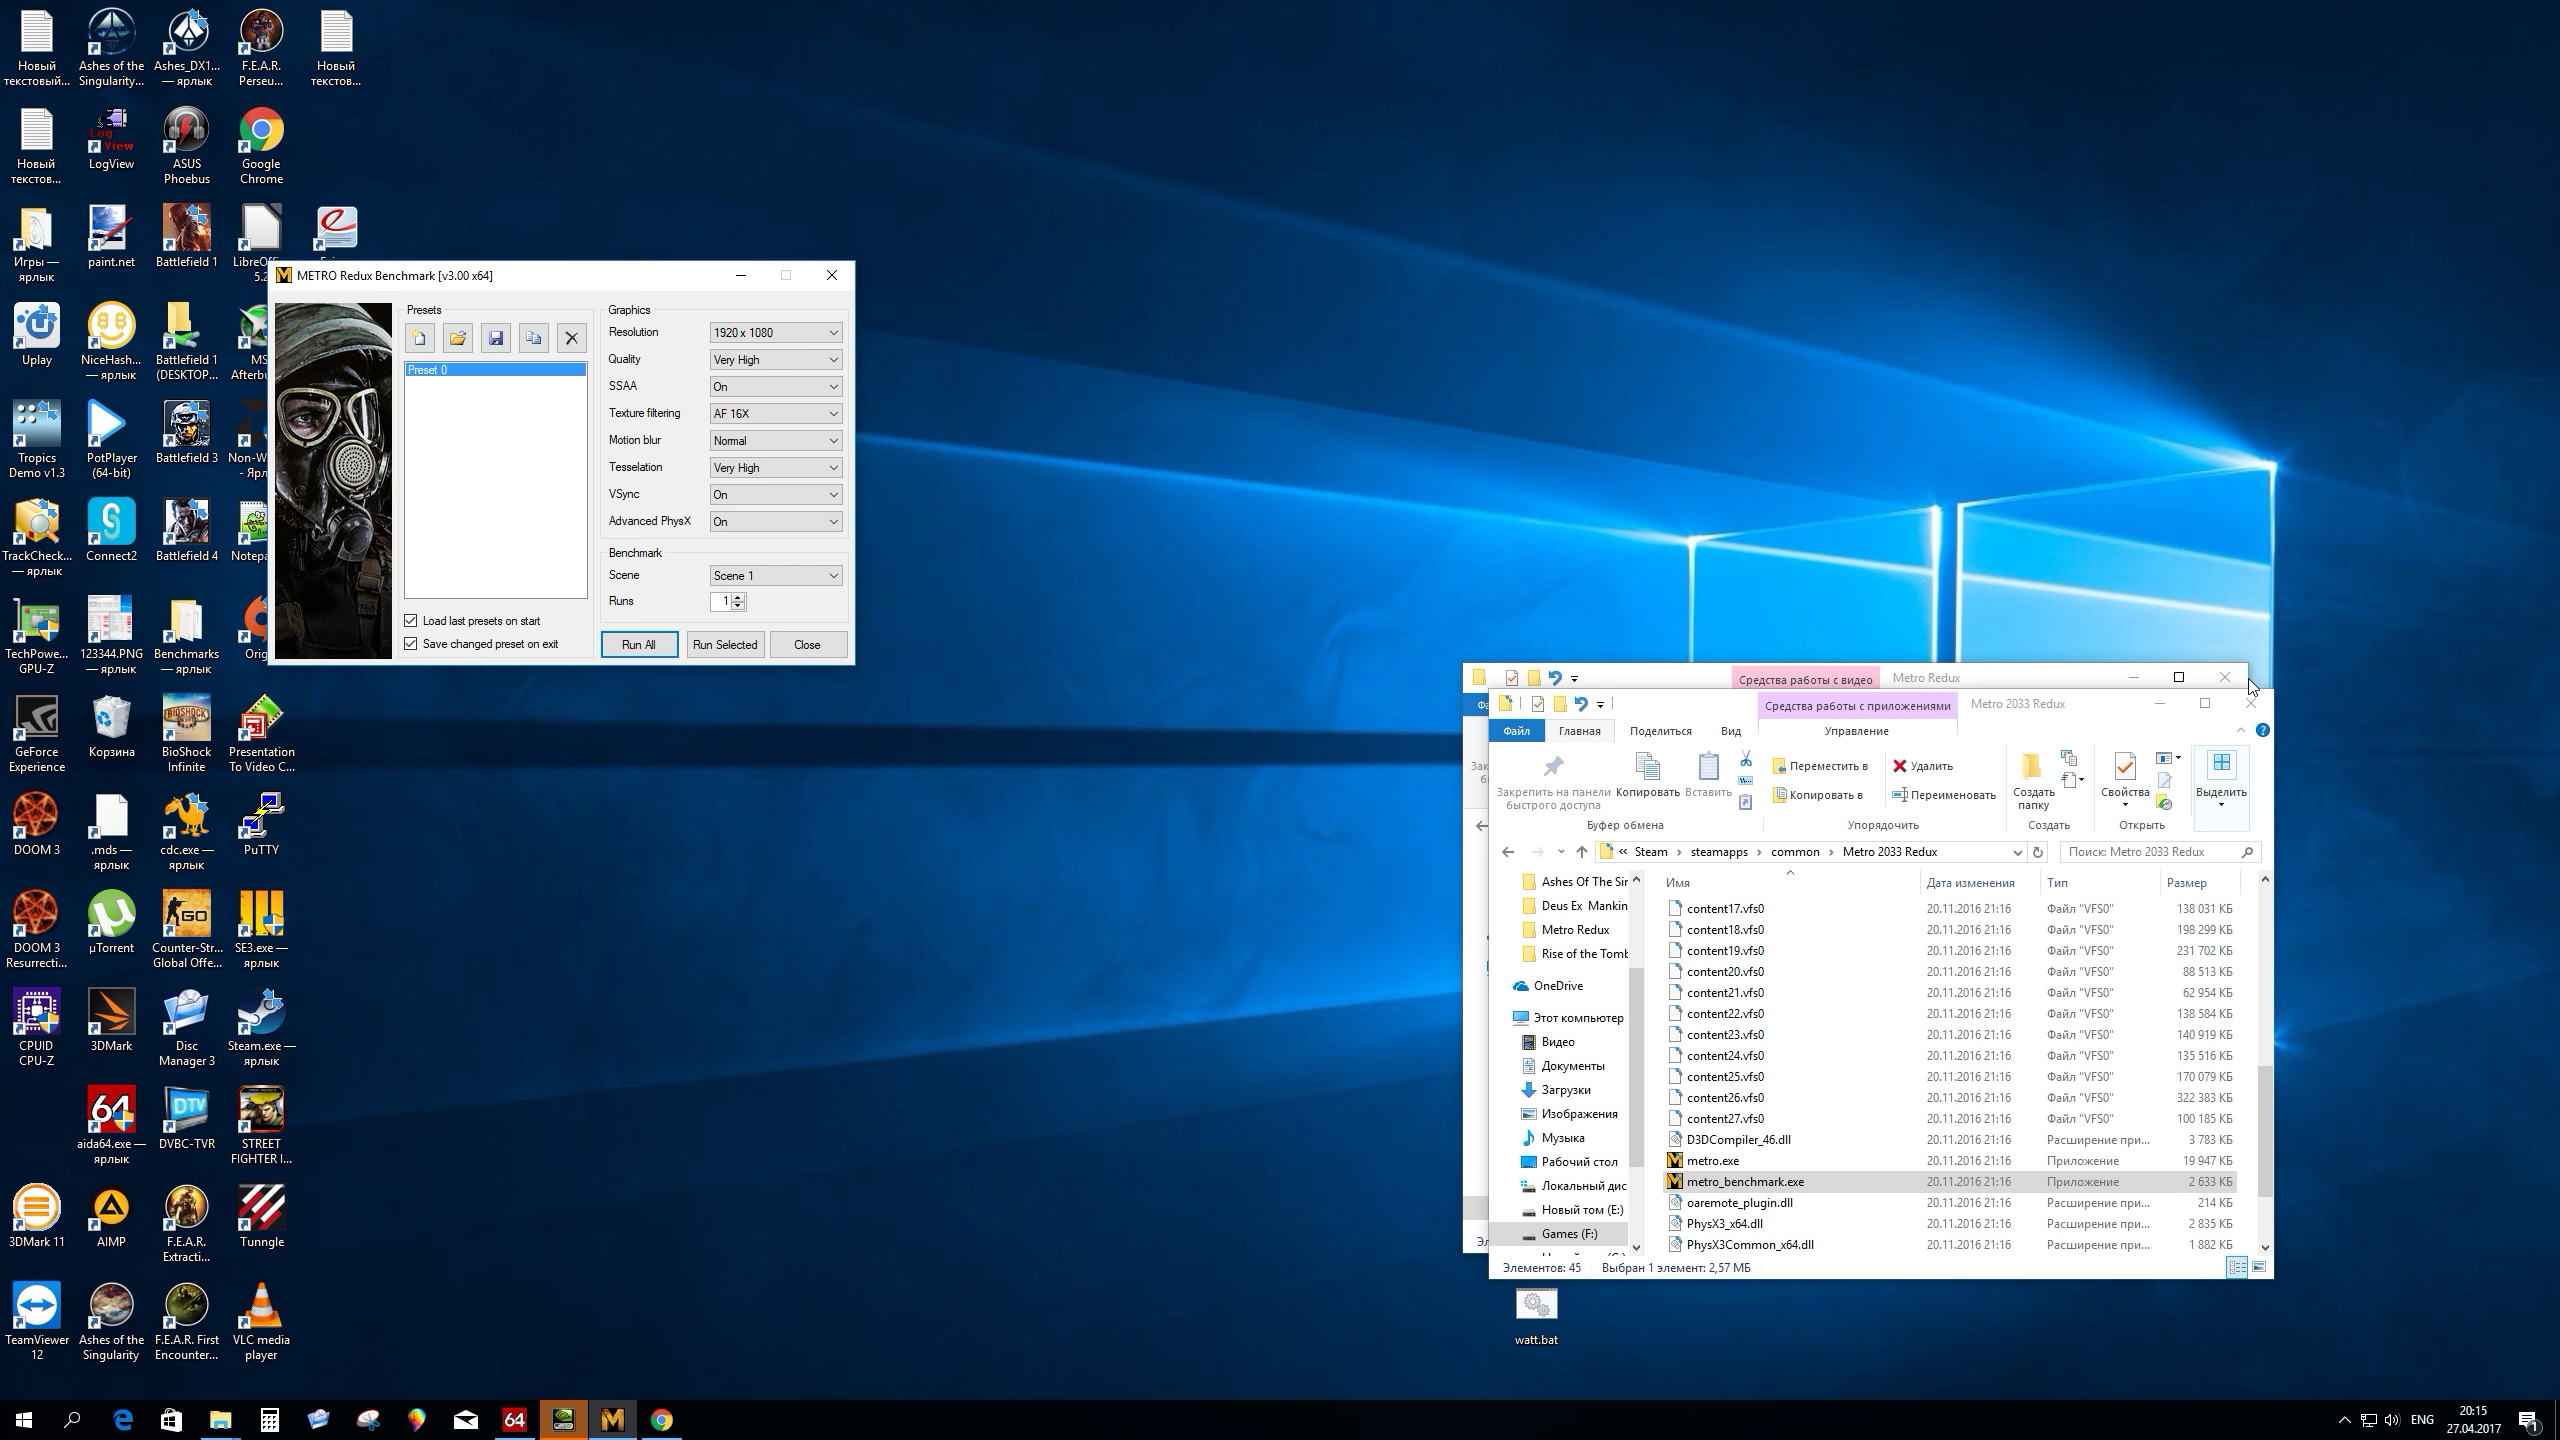 Новый
текстовый...
Ashes of the
Singularity...
Ashes_DX1...
— ярлык
F.E.A.R.
Perseu...
Новый
текстов...
Новый
текстов...
Log
View
LogView
ASUS
Phoebus
Google
Chrome
Игры —
ярлык
paint.net
Battlefield 1
LibreOffi
5.2
Uplay
NiceHash...
— ярлык
Battlefield 1
(DESKTOP...
MS
Afterbu
Tropics
Demo v1.3
PotPlayer
(64-bit)
Battlefield 3
Non-W
- Ярл
TrackCheck...
— ярлык
Connect2
Battlefield 4
Notepa
TechPowe...
GPU-Z
123344.PNG
— ярлык
Benchmarks
— ярлык
Orig
GeForce
Experience
Корзина
BIOSHOCK
BioShock
Infinite
Presentation
To Video C...
DOOM 3
.mds —
ярлык
cdc.exe —
ярлык
PuTTY
DOOM 3
Resurrecti...
µTorrent
GO
Counter-Str...
Global Offe...
SE3.exe —
ярлык
CPUID
CPU-Z
3DMark
Disc
Manager 3
Steam.exe —
ярлык
64
aida64.exe —
ярлык
DTV
DVBC-TVR
STREET
FIGHTER I...
3DMark 11
AIMP
F.E.A.R.
Extracti...
Tunngle
TeamViewer
12
Ashes of the
Singularity
F.E.A.R. First
Encounter...
VLC media
player
METRO Redux Benchmark [v3.00 x64]
Presets
Preset 0
Load last presets on start
Save changed preset on exit
Graphics
Resolution 1920 x 1080
Quality Very High
SSAA On
Texture filtering AF 16X
Motion blur Normal
Tesselation Very High
VSync On
Advanced PhysX On
Benchmark
Scene Scene 1
Runs 1
Run All Run Selected Close
Средства работы с видео Metro Redux
Средства работы с приложениями Metro 2033 Redux
Файл Главная Поделиться Вид Управление
Закрепить на панели
быстрого доступа
Копировать
Вставить
Переместить в
Копировать в
Удалить
Переименовать
Создать
папку
Свойства
Выделить
Буфер обмена Упорядочить Создать Открыть
« Steam › steamapps › common › Metro 2033 Redux
Поиск: Metro 2033 Redux
Ashes Of The Sin
Deus Ex Mankin
Metro Redux
Rise of the Tomb
OneDrive
Этот компьютер
Видео
Документы
Загрузки
Изображения
Музыка
Рабочий стол
Локальный дис
Новый том (E:)
Games (F:)
Имя Дата изменения Тип Размер
content17.vfs0 20.11.2016 21:16 Файл "VFS0" 138 031 КБ
content18.vfs0 20.11.2016 21:16 Файл "VFS0" 198 299 КБ
content19.vfs0 20.11.2016 21:16 Файл "VFS0" 231 702 КБ
content20.vfs0 20.11.2016 21:16 Файл "VFS0" 88 513 КБ
content21.vfs0 20.11.2016 21:16 Файл "VFS0" 62 954 КБ
content22.vfs0 20.11.2016 21:16 Файл "VFS0" 138 584 КБ
content23.vfs0 20.11.2016 21:16 Файл "VFS0" 140 919 КБ
content24.vfs0 20.11.2016 21:16 Файл "VFS0" 135 516 КБ
content25.vfs0 20.11.2016 21:16 Файл "VFS0" 170 079 КБ
content26.vfs0 20.11.2016 21:16 Файл "VFS0" 322 383 КБ
content27.vfs0 20.11.2016 21:16 Файл "VFS0" 100 185 КБ
D3DCompiler_46.dll 20.11.2016 21:16 Расширение при... 3 783 КБ
metro.exe 20.11.2016 21:16 Приложение 19 947 КБ
metro_benchmark.exe 20.11.2016 21:16 Приложение 2 633 КБ
oaremote_plugin.dll 20.11.2016 21:16 Расширение при... 214 КБ
PhysX3_x64.dll 20.11.2016 21:16 Расширение при... 2 835 КБ
PhysX3Common_x64.dll 20.11.2016 21:16 Расширение при... 1 882 КБ
Элементов: 45 Выбран 1 элемент: 2,57 МБ
watt.bat
64
ENG
20:15
27.04.2017
1